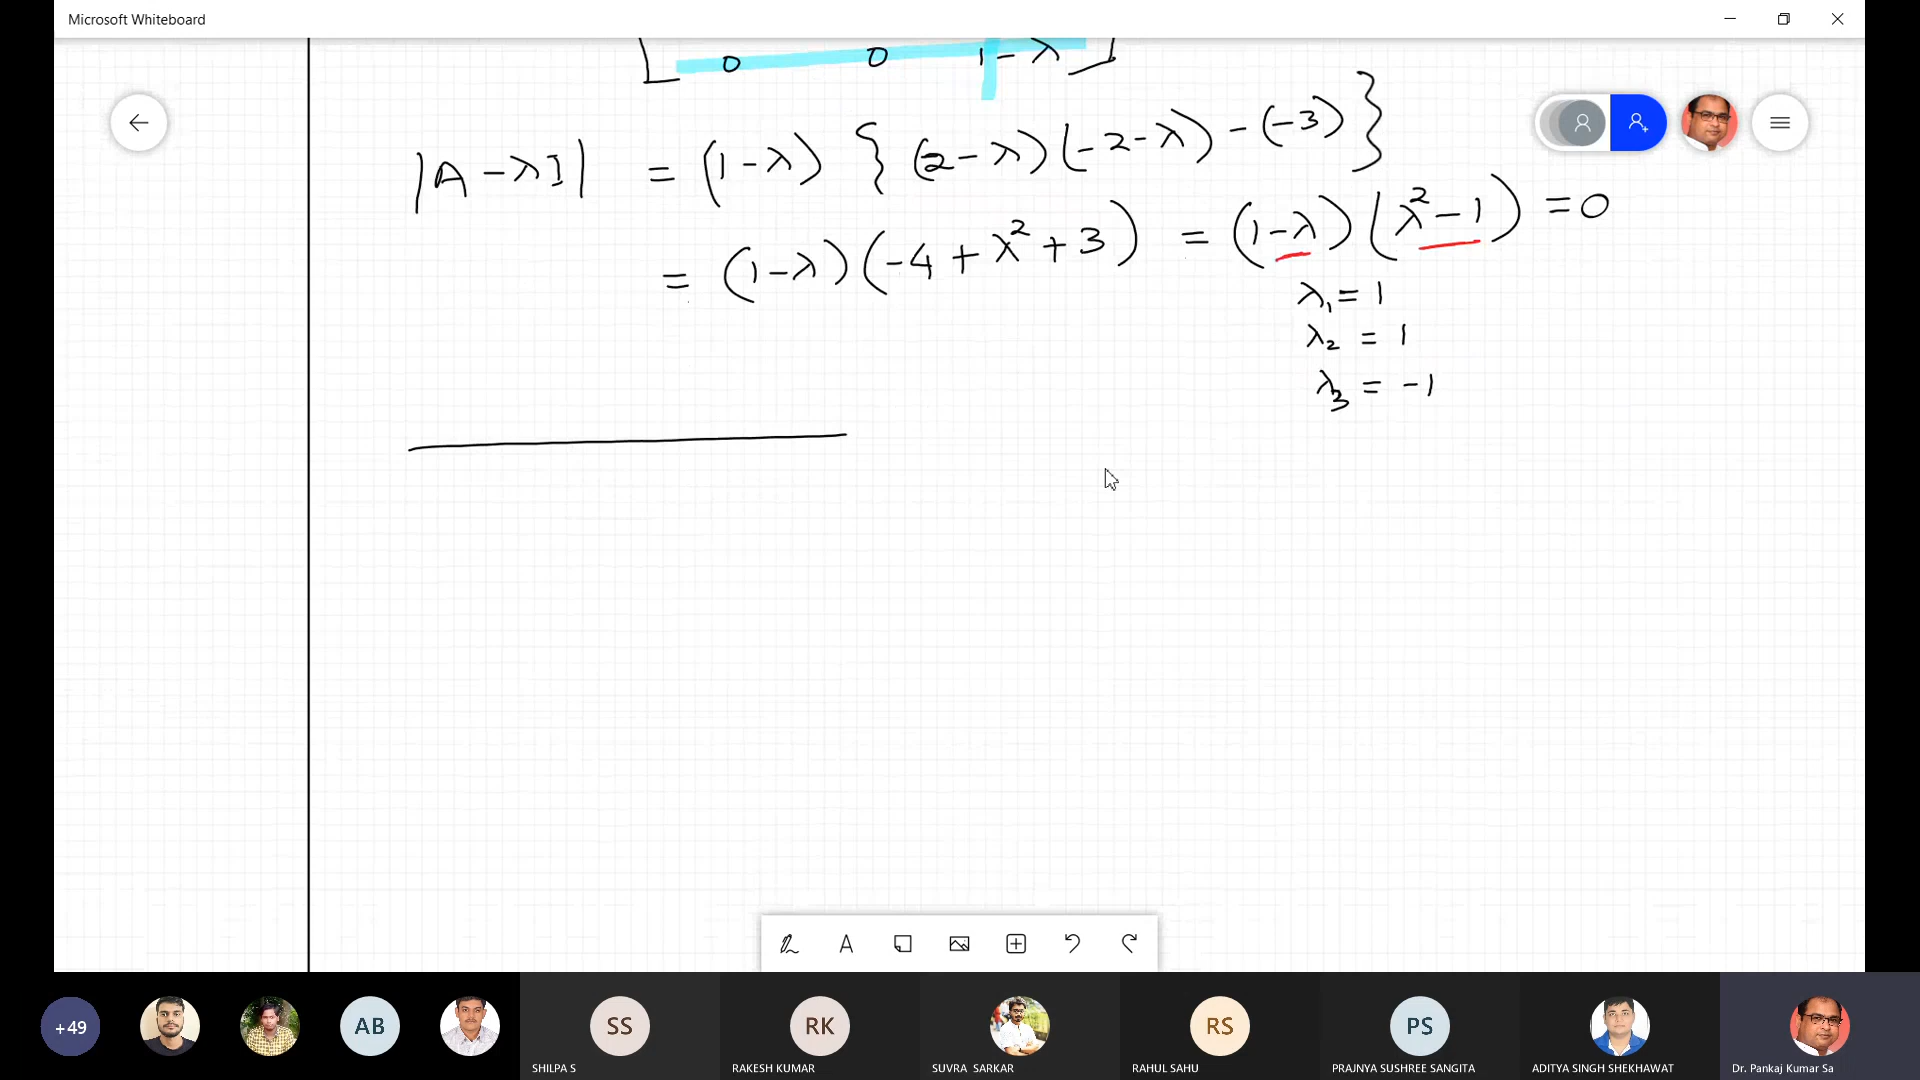 Microsoft Whiteboard
0 0 1-λ
|A-λI| = (1-λ) { (2-λ)(-2-λ) - (-3) }
= (1-λ)(-4+λ²+3) = (1-λ)(λ²-1) = 0
λ₁ = 1
λ₂ = 1
λ₃ = -1
A
+49
AB
SS
RK
RS
PS
SHILPA S
RAKESH KUMAR
SUVRA SARKAR
RAHUL SAHU
PRAJNYA SUSHREE SANGITA
ADITYA SINGH SHEKHAWAT
Dr. Pankaj Kumar Sa